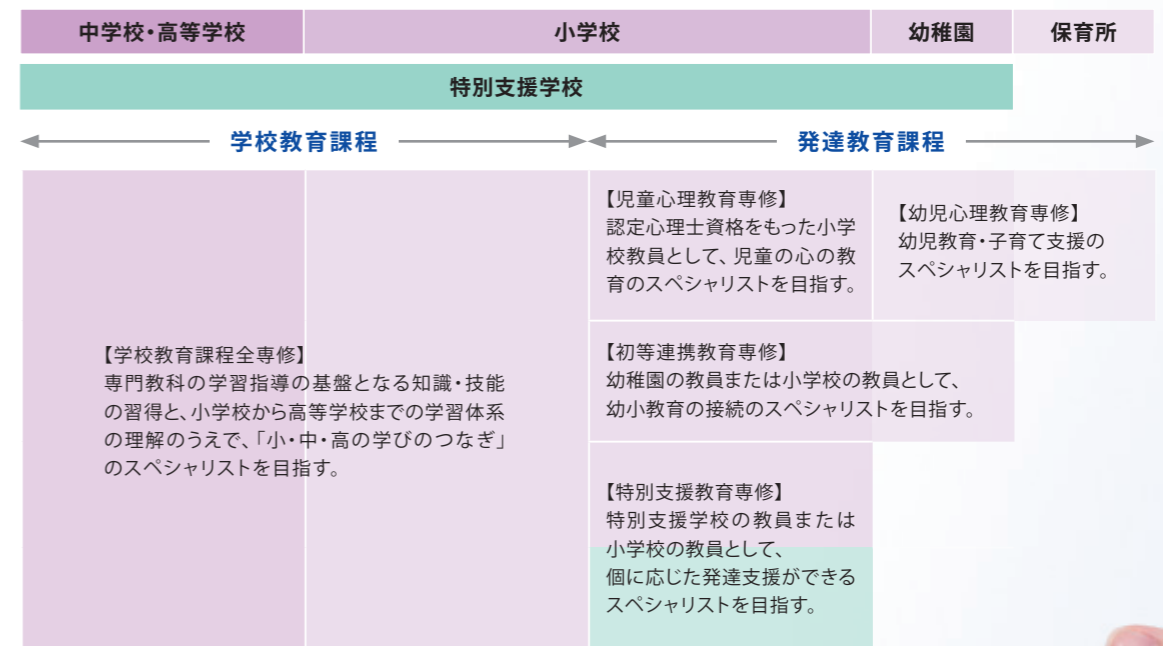 中学校・高等学校
小学校
幼稚園
保育所
特別支援学校
学校教育課程
発達教育課程
【学校教育課程全専修】
専門教科の学習指導の基盤となる知識・技能
の習得と、小学校から高等学校までの学習体系
の理解のうえで、「小・中・高の学びのつなぎ」
のスペシャリストを目指す。
【児童心理教育専修】
認定心理士資格をもった小学
校教員として、児童の心の教
育のスペシャリストを目指す。
【幼児心理教育専修】
幼児教育・子育て支援の
スペシャリストを目指す。
【初等連携教育専修】
幼稚園の教員または小学校の教員として、
幼小教育の接続のスペシャリストを目指す。
【特別支援教育専修】
特別支援学校の教員または
小学校の教員として、
個に応じた発達支援ができる
スペシャリストを目指す。